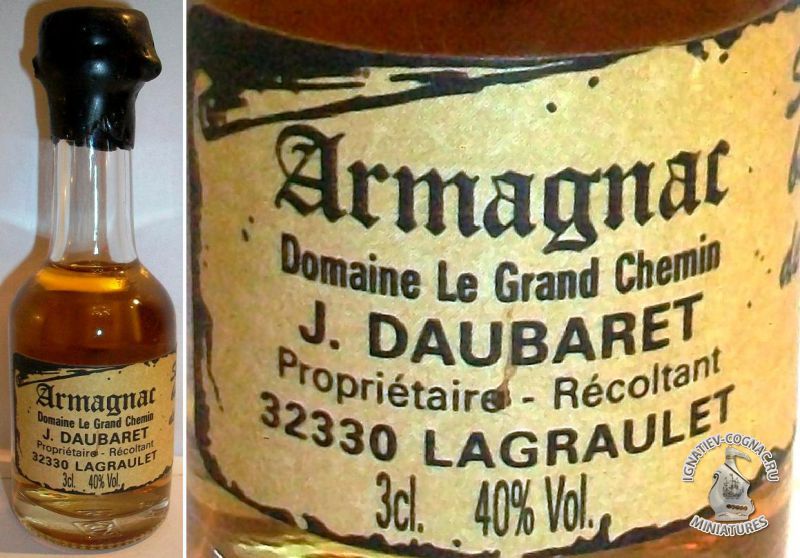 Armagnac
Domaine Le Grand Chemin
J. DAUBARET
Propriétaire - Récoltant
32330 LAGRAULET
3cl. 40% Vol.
Armagnac
Domaine Le Grand Chemin
J. DAUBARET
Propriétaire - Récoltant
32330 LAGRAULET
3cl. 40% Vol.
IGNATIEV-COGNAC.RU
MINIATURES